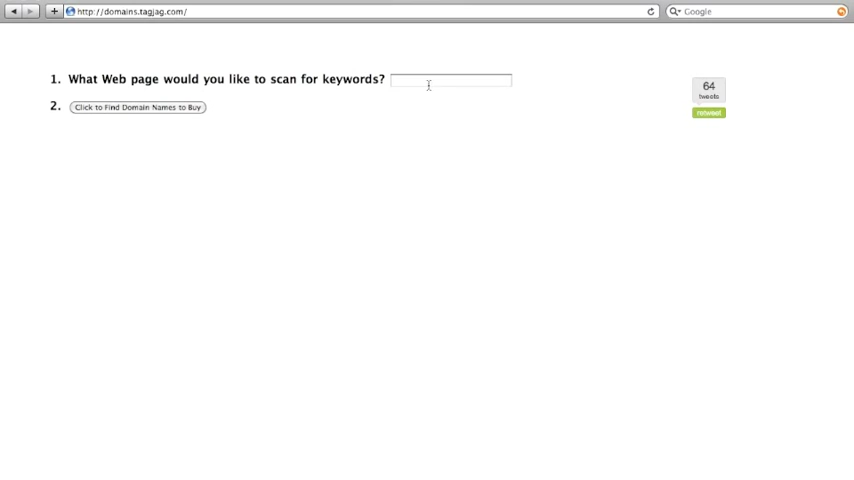 http://domains.tagjag.com/
Google
1. What Web page would you like to scan for keywords?
64
tweets
2. Click to Find Domain Names to Buy
retweet